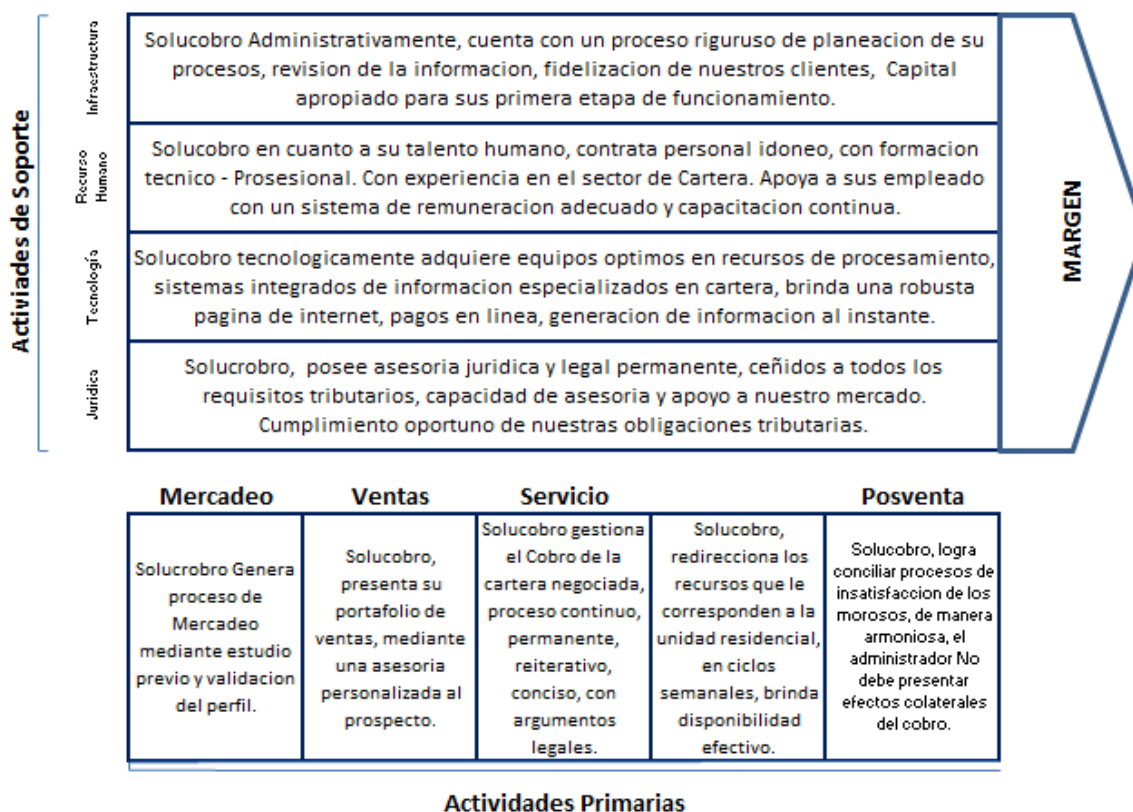 Activiades de Soporte
Infraestructura
Solucobro Administrativamente, cuenta con un proceso riguruso de planeacion de su
procesos, revision de la informacion, fidelizacion de nuestros clientes, Capital
apropiado para sus primera etapa de funcionamiento.
Recurso
Humano
Solucobro en cuanto a su talento humano, contrata personal idoneo, con formacion
tecnico - Prosesional. Con experiencia en el sector de Cartera. Apoya a sus empleado
con un sistema de remuneracion adecuado y capacitacion continua.
Tecnología
Solucobro tecnologicamente adquiere equipos optimos en recursos de procesamiento,
sistemas integrados de informacion especializados en cartera, brinda una robusta
pagina de internet, pagos en linea, generacion de informacion al instante.
Juridica
Solucrobro, posee asesoria juridica y legal permanente, ceñidos a todos los
requisitos tributarios, capacidad de asesoria y apoyo a nuestro mercado.
Cumplimiento oportuno de nuestras obligaciones tributarias.
MARGEN
Mercadeo
Solucrobro Genera
proceso de
Mercadeo
mediante estudio
previo y validacion
del perfil.
Ventas
Solucobro,
presenta su
portafolio de
ventas, mediante
una asesoria
personalizada al
prospecto.
Servicio
Solucobro gestiona
el Cobro de la
cartera negociada,
proceso continuo,
permanente,
reiterativo,
conciso, con
argumentos
legales.
Solucobro,
redirecciona los
recursos que le
corresponden a la
unidad residencial,
en ciclos
semanales, brinda
disponibilidad
efectivo.
Posventa
Solucobro, logra
conciliar procesos de
insatisfaccion de los
morosos, de manera
armoniosa, el
administrador No
debe presentar
efectos colaterales
del cobro.
Actividades Primarias